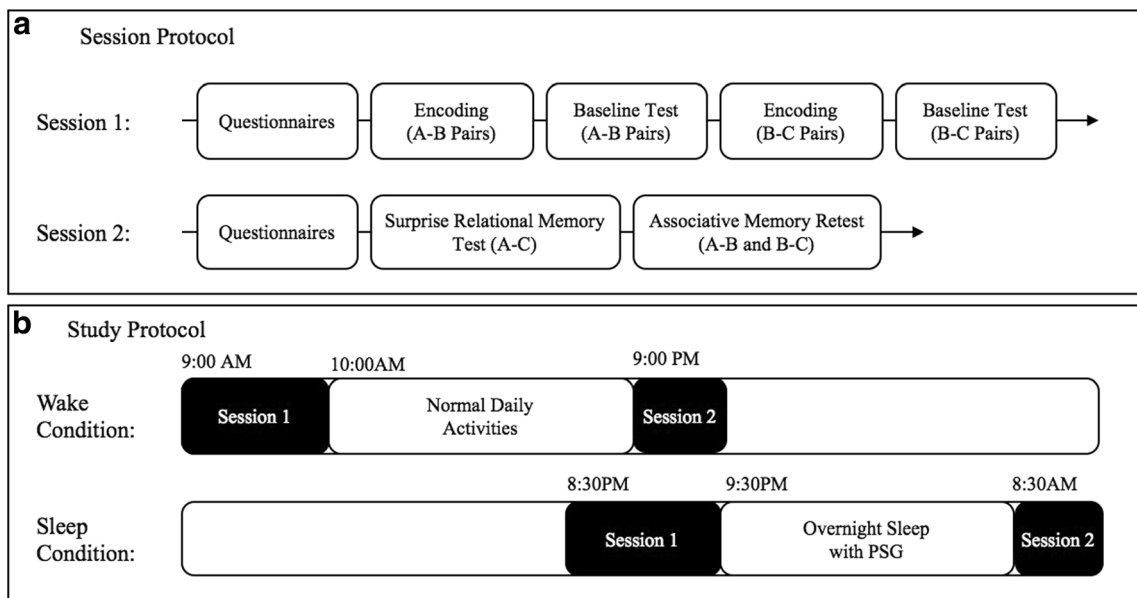 a
Session Protocol
Session 1:
Questionnaires
Encoding
(A-B Pairs)
Baseline Test
(A-B Pairs)
Encoding
(B-C Pairs)
Baseline Test
(B-C Pairs)
Session 2:
Questionnaires
Surprise Relational Memory
Test (A-C)
Associative Memory Retest
(A-B and B-C)
b
Study Protocol
9:00 AM
10:00AM
9:00 PM
Wake
Condition:
Session 1
Normal Daily
Activities
Session 2
8:30PM
9:30PM
8:30AM
Sleep
Condition:
Session 1
Overnight Sleep
with PSG
Session 2